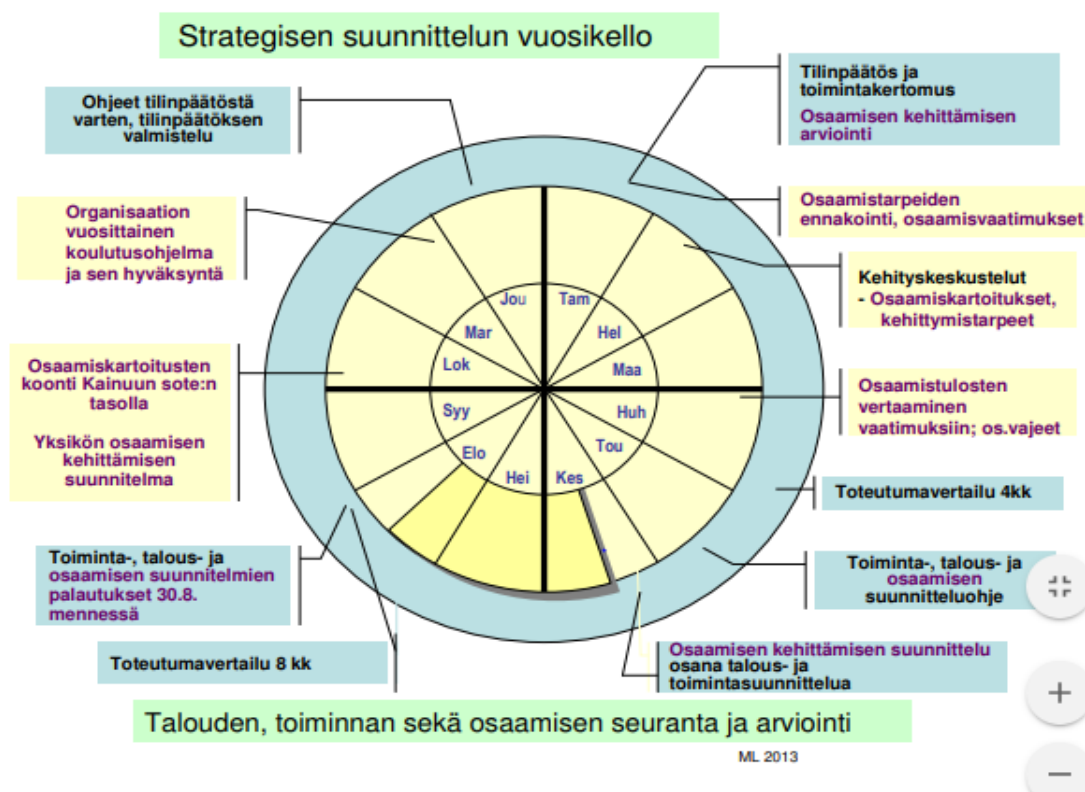 Strategisen suunnittelun vuosikello
Ohjeet tilinpäätöstä
varten, tilinpäätöksen
valmistelu
Tilinpäätös ja
toimintakertomus
Osaamisen kehittämisen
arviointi
Organisaation
vuosittainen
koulutusohjelma
ja sen hyväksyntä
Osaamistarpeiden
ennakointi, osaamisvaatimukset
Kehityskeskustelut
- Osaamiskartoitukset,
kehittymistarpeet
Osaamiskartoitusten
koonti Kainuun sote:n
tasolla
Yksikön osaamisen
kehittämisen
suunnitelma
Osaamistulosten
vertaaminen
vaatimuksiin; os.vajeet
Jou
Tam
Mar
Hel
Lok
Maa
Syy
Huh
Elo
Tou
Hei
Kes
Toteutumavertailu 4kk
Toiminta-, talous- ja
osaamisen suunnitelmien
palautukset 30.8.
mennessä
Toiminta-, talous- ja
osaamisen
suunnitteluohje
Toteutumavertailu 8 kk
Osaamisen kehittämisen suunnittelu
osana talous- ja
toimintasuunnittelua
Talouden, toiminnan sekä osaamisen seuranta ja arviointi
ML 2013